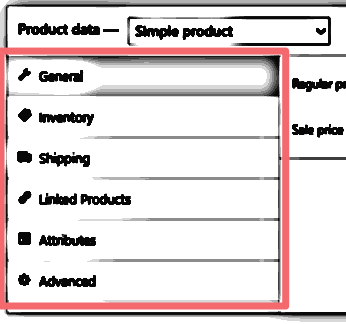 Product data — Simple product
General
Regular pr
Inventory
Sale price
Shipping
Linked Products
Attributes
Advanced